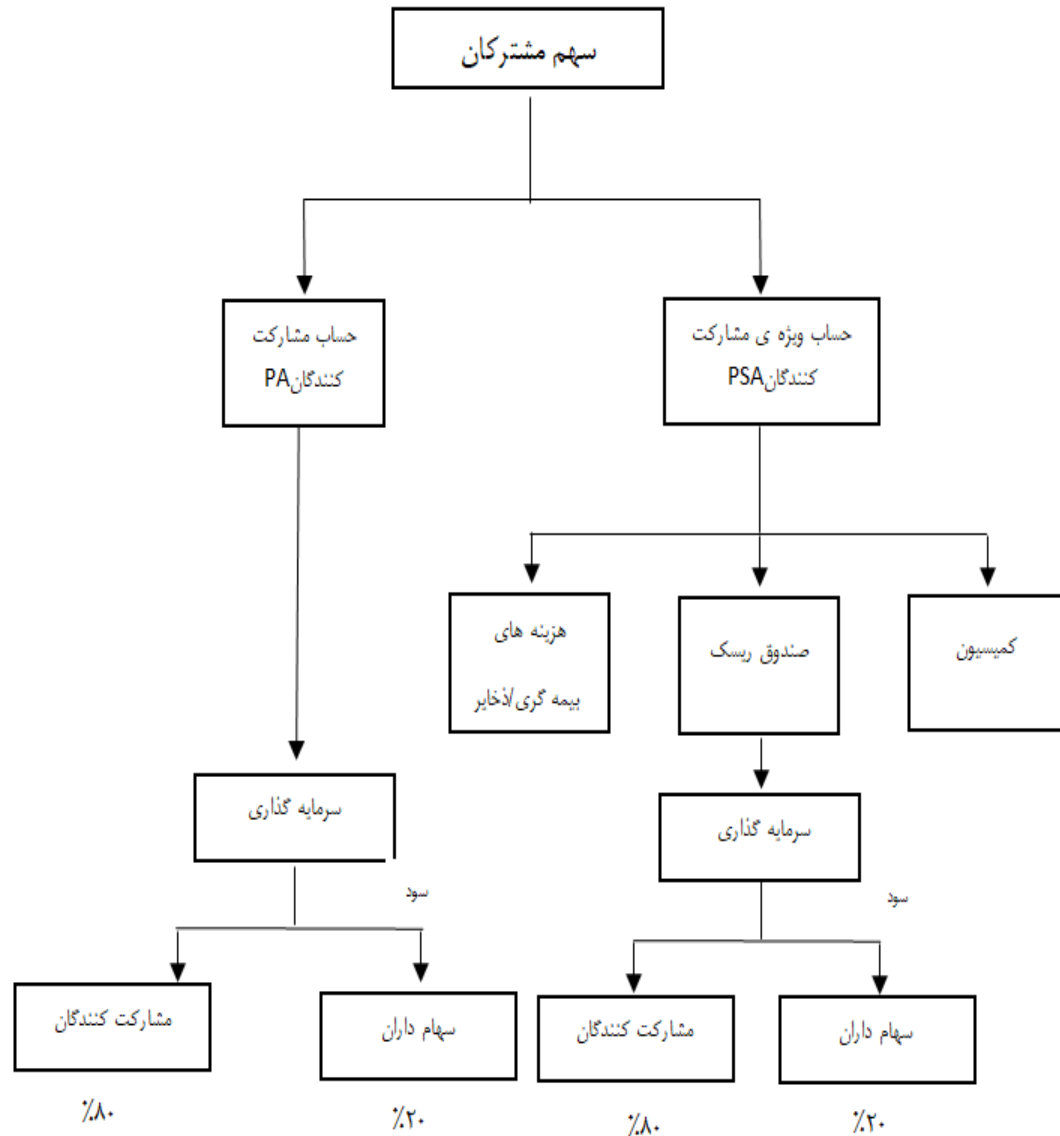 سهم مشترکان
حساب ویژه ی مشارکت
کنندگانPSA
حساب مشارکت
کنندگانPA
کمیسیون
صندوق ریسک
هزینه های
بیمه گری/ذخایر
سرمایه گذاری
سرمایه گذاری
سود
سود
سهام داران
مشارکت کنندگان
سهام داران
مشارکت کنندگان
٪۲۰
٪۸۰
٪۲۰
٪۸۰